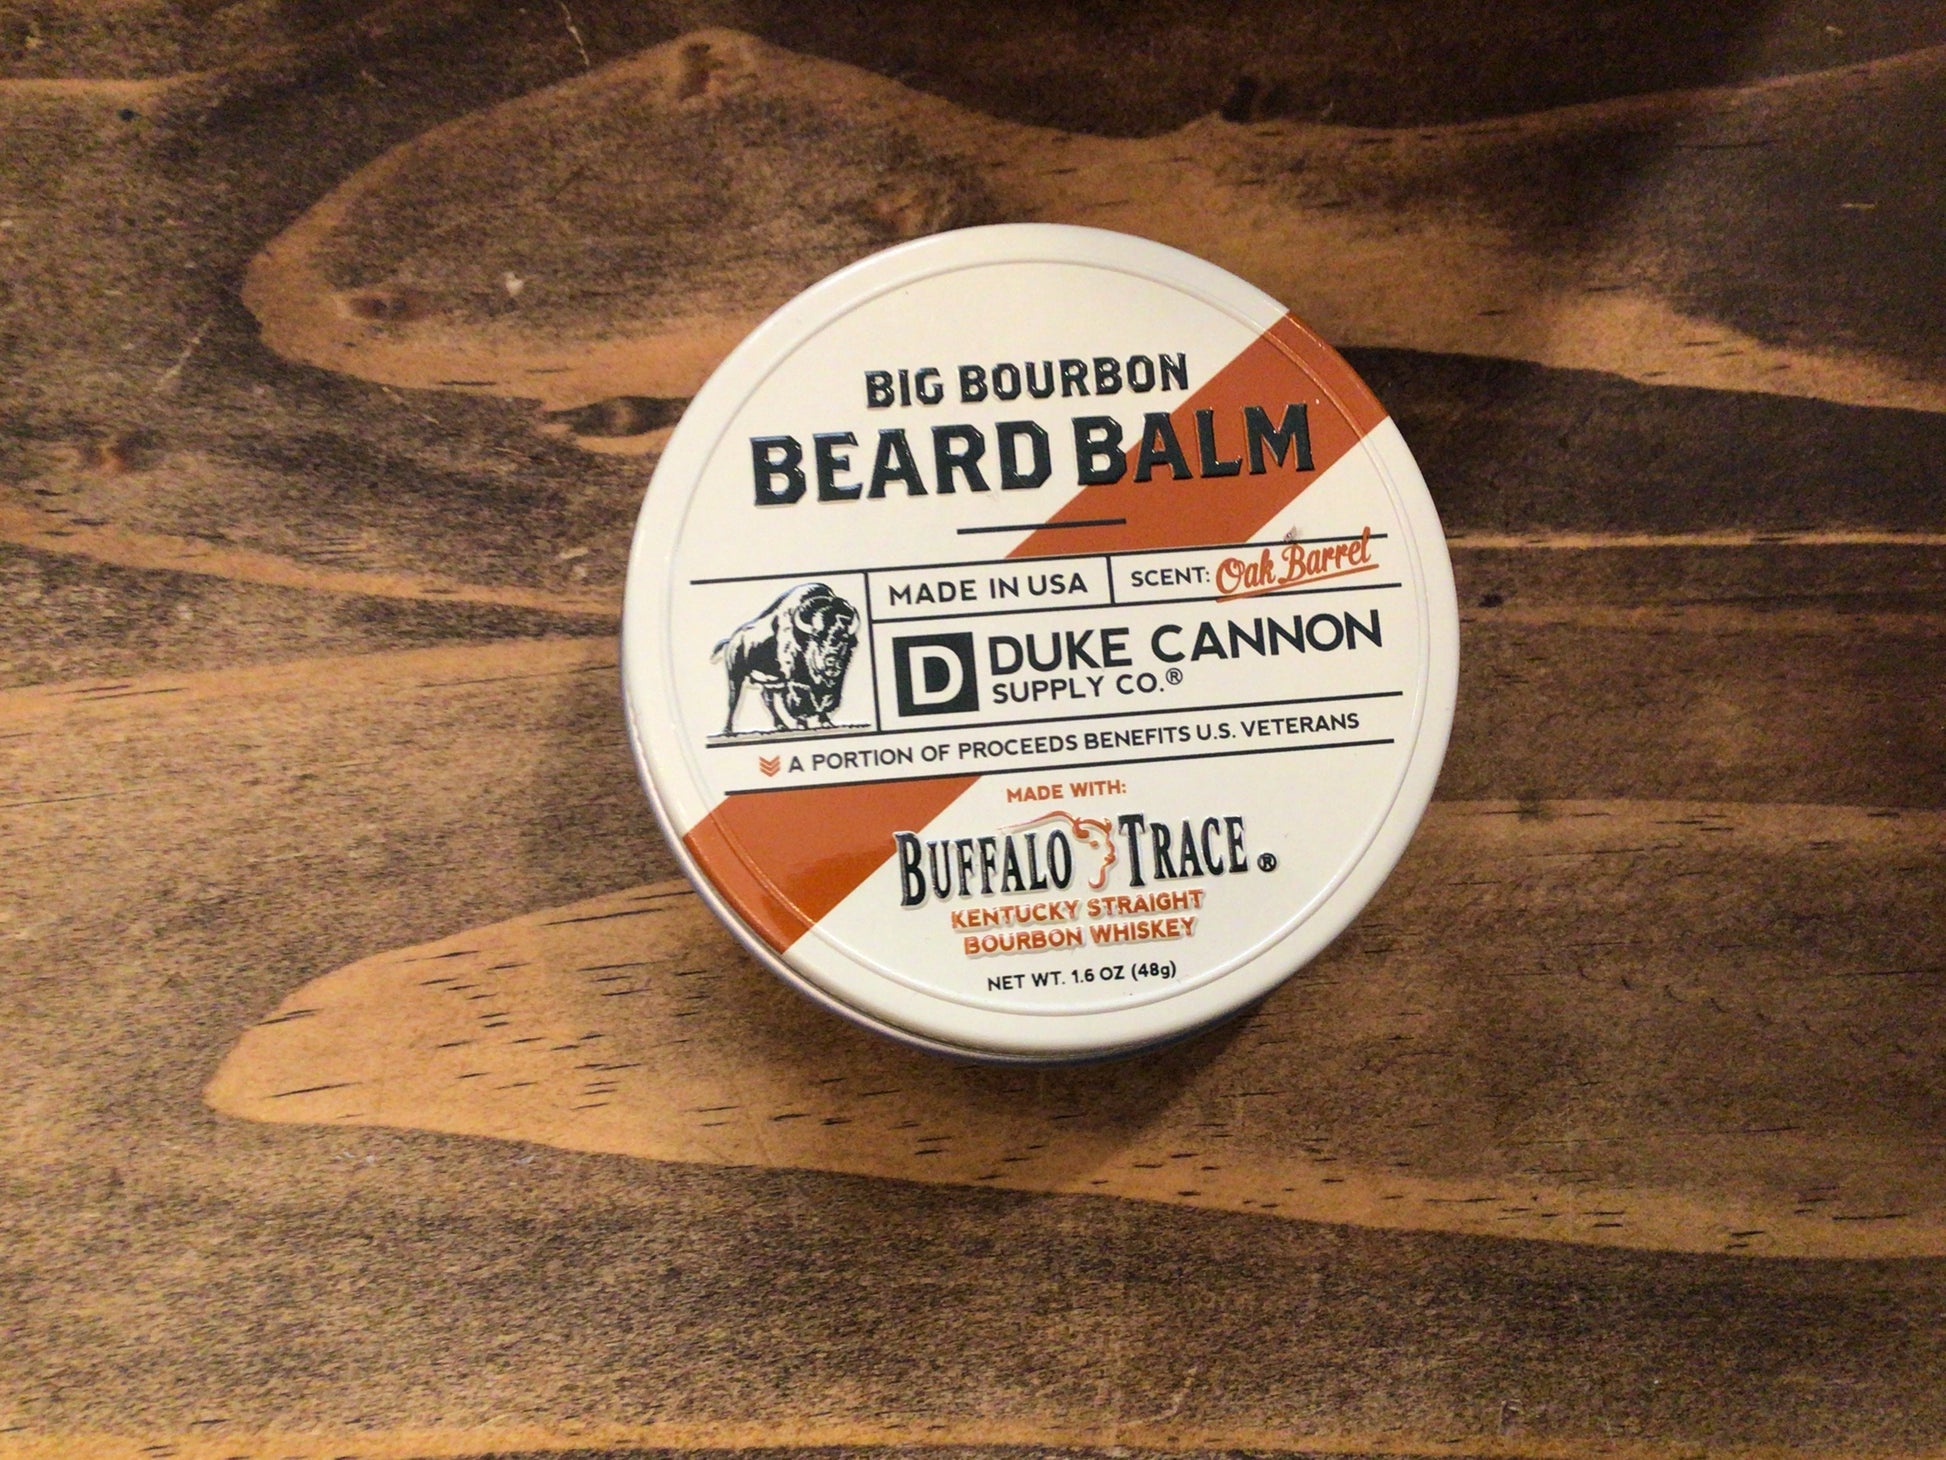 BIG BOURBON
BEARD BALM
MADE IN USA
SCENT: Oak Barrel
D DUKE CANNON
SUPPLY CO.®
A PORTION OF PROCEEDS BENEFITS U.S. VETERANS
MADE WITH:
BUFFALO TRACE®
KENTUCKY STRAIGHT
BOURBON WHISKEY
NET WT. 1.6 OZ (48g)